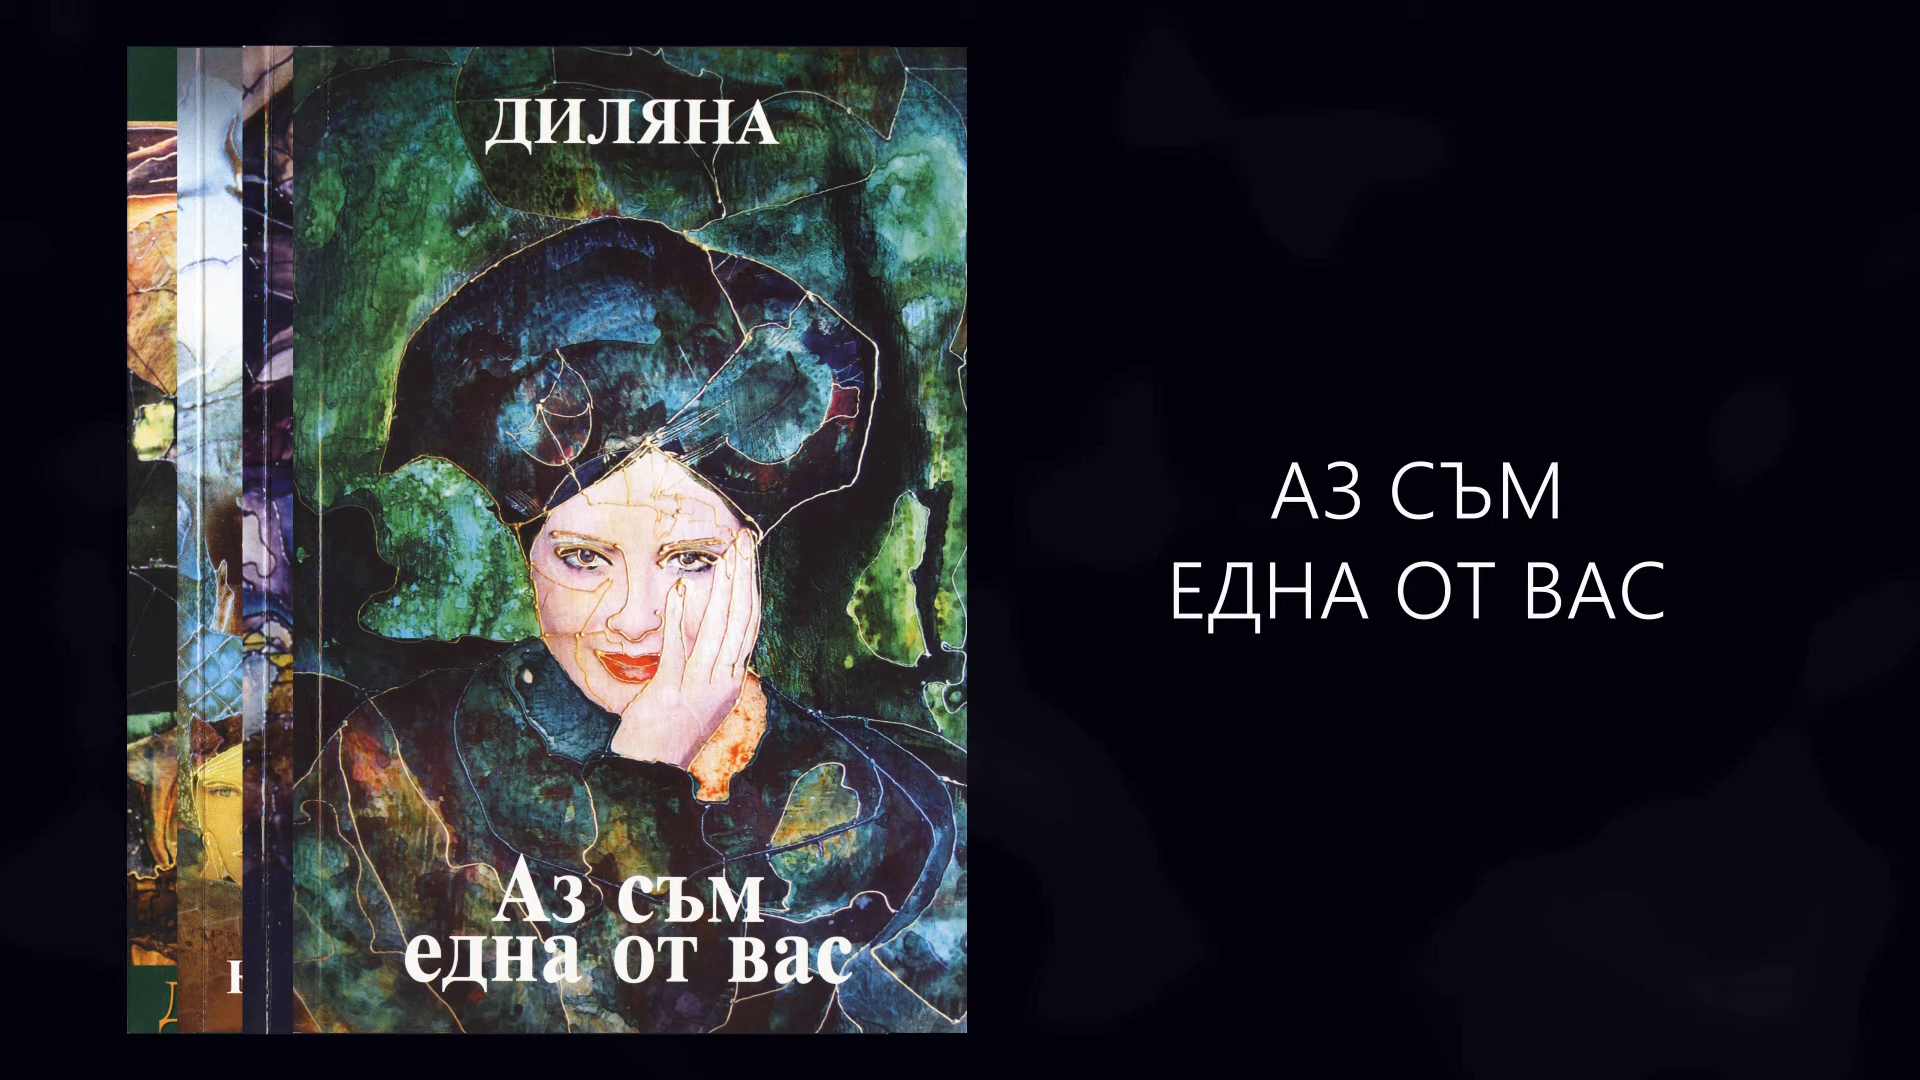 ДИЛЯНА
Аз съм
една от вас
АЗ СЪМ
ЕДНА ОТ ВАС